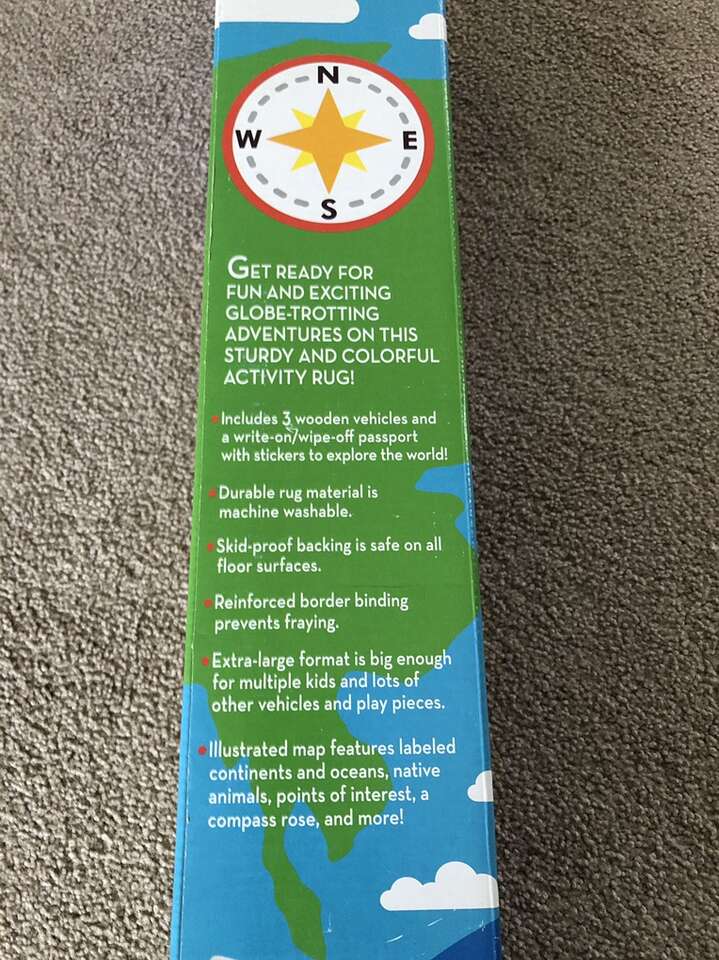 N
W E
S
GET READY FOR
FUN AND EXCITING
GLOBE-TROTTING
ADVENTURES ON THIS
STURDY AND COLORFUL
ACTIVITY RUG!
• Includes 3 wooden vehicles and
a write-on/wipe-off passport
with stickers to explore the world!
• Durable rug material is
machine washable.
• Skid-proof backing is safe on all
floor surfaces.
• Reinforced border binding
prevents fraying.
• Extra-large format is big enough
for multiple kids and lots of
other vehicles and play pieces.
• Illustrated map features labeled
continents and oceans, native
animals, points of interest, a
compass rose, and more!